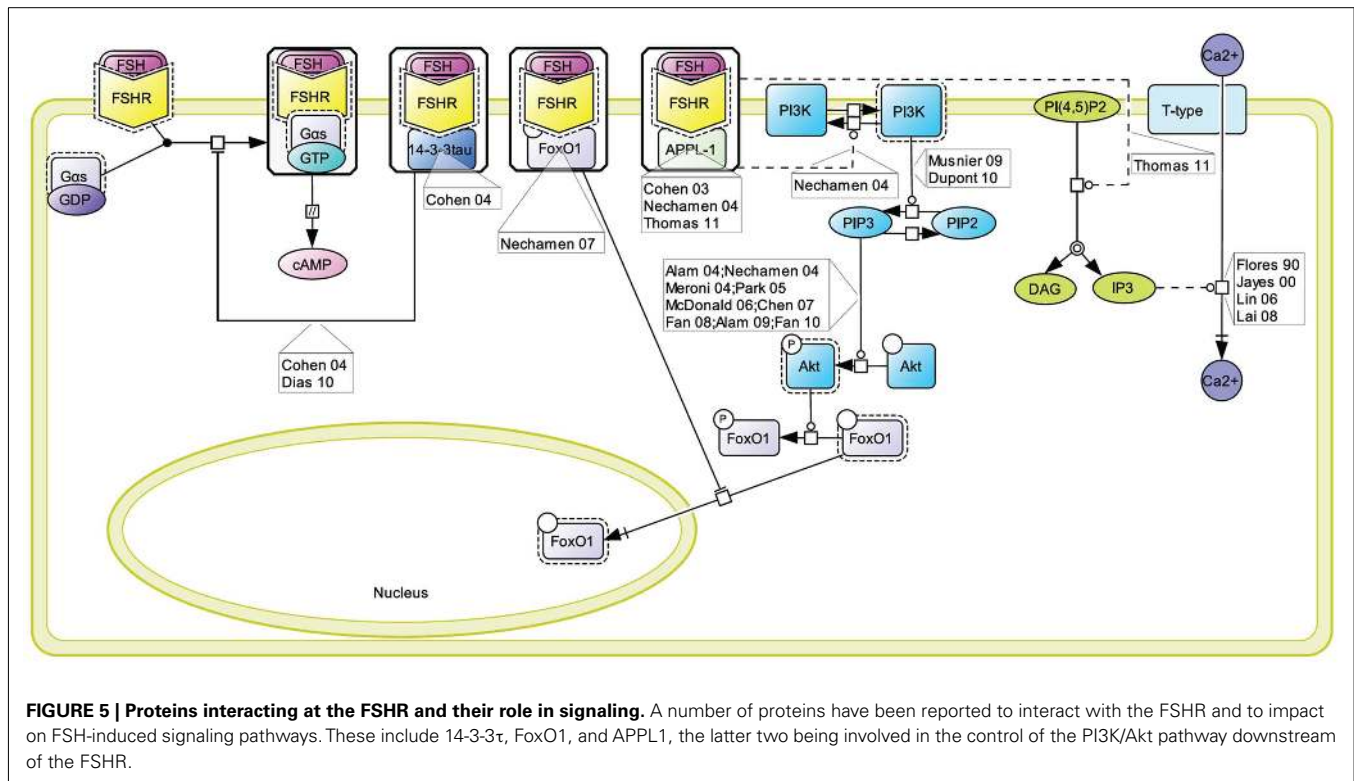 FSH
FSHR
FSH
FSHR
Gαs
GTP
FSH
FSHR
14-3-3tau
FSH
FSHR
FoxO1
FSH
FSHR
APPL-1
PI3K
PI3K
PI(4,5)P2
Ca2+
T-type
Gαs
GDP
cAMP
Cohen 04
Nechamen 07
Cohen 03
Nechamen 04
Thomas 11
Nechamen 04
Musnier 09
Dupont 10
Thomas 11
PIP3
PIP2
DAG
IP3
Flores 90
Jayes 00
Lin 06
Lai 08
Ca2+
Alam 04;Nechamen 04
Meroni 04;Park 05
McDonald 06;Chen 07
Fan 08;Alam 09;Fan 10
Cohen 04
Dias 10
P
Akt
Akt
P
FoxO1
FoxO1
FoxO1
Nucleus
FIGURE 5 | Proteins interacting at the FSHR and their role in signaling. A number of proteins have been reported to interact with the FSHR and to impact
on FSH-induced signaling pathways. These include 14-3-3τ, FoxO1, and APPL1, the latter two being involved in the control of the PI3K/Akt pathway downstream
of the FSHR.